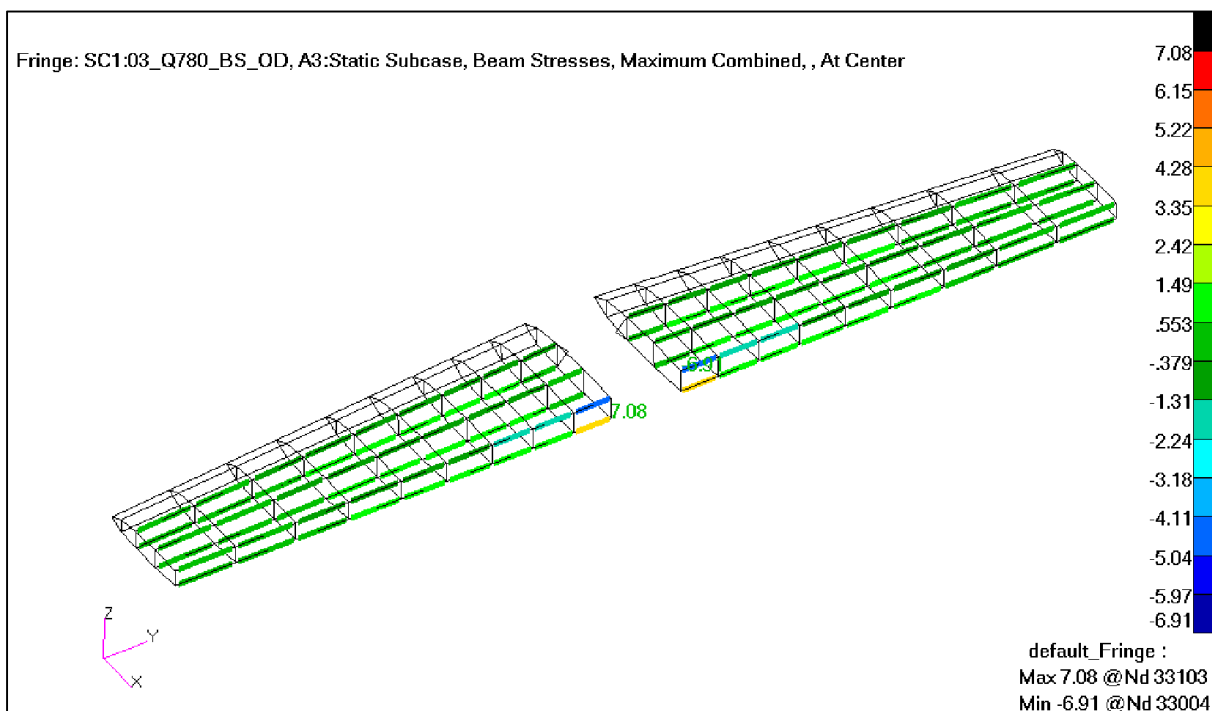 Fringe: SC1:03_Q780_BS_OD, A3:Static Subcase, Beam Stresses, Maximum Combined, , At Center
7.08
6.15
5.22
4.28
3.35
2.42
1.49
.553
-.379
-1.31
-2.24
-3.18
-4.11
-5.04
-5.97
-6.91
7.08
Z
Y
X
default_Fringe :
Max 7.08 @Nd 33103
Min -6.91 @Nd 33004